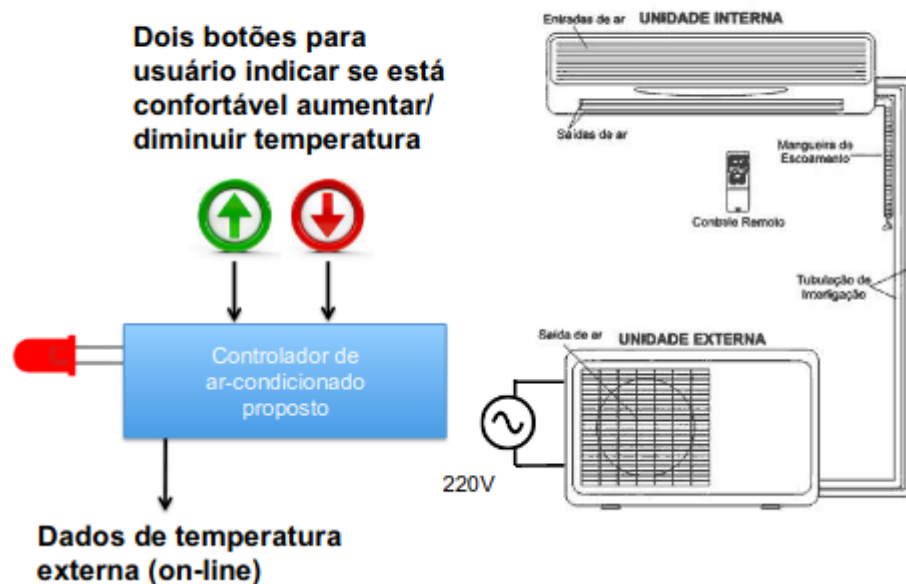 Dois botões para
usuário indicar se está
confortável aumentar/
diminuir temperatura
Controlador de
ar-condicionado
proposto
Dados de temperatura
externa (on-line)
Entradas de ar
UNIDADE INTERNA
Saídas de ar
Mangueira de
Escoamento
Controle Remoto
Tubulação de
Interligação
Saída de ar
UNIDADE EXTERNA
220V